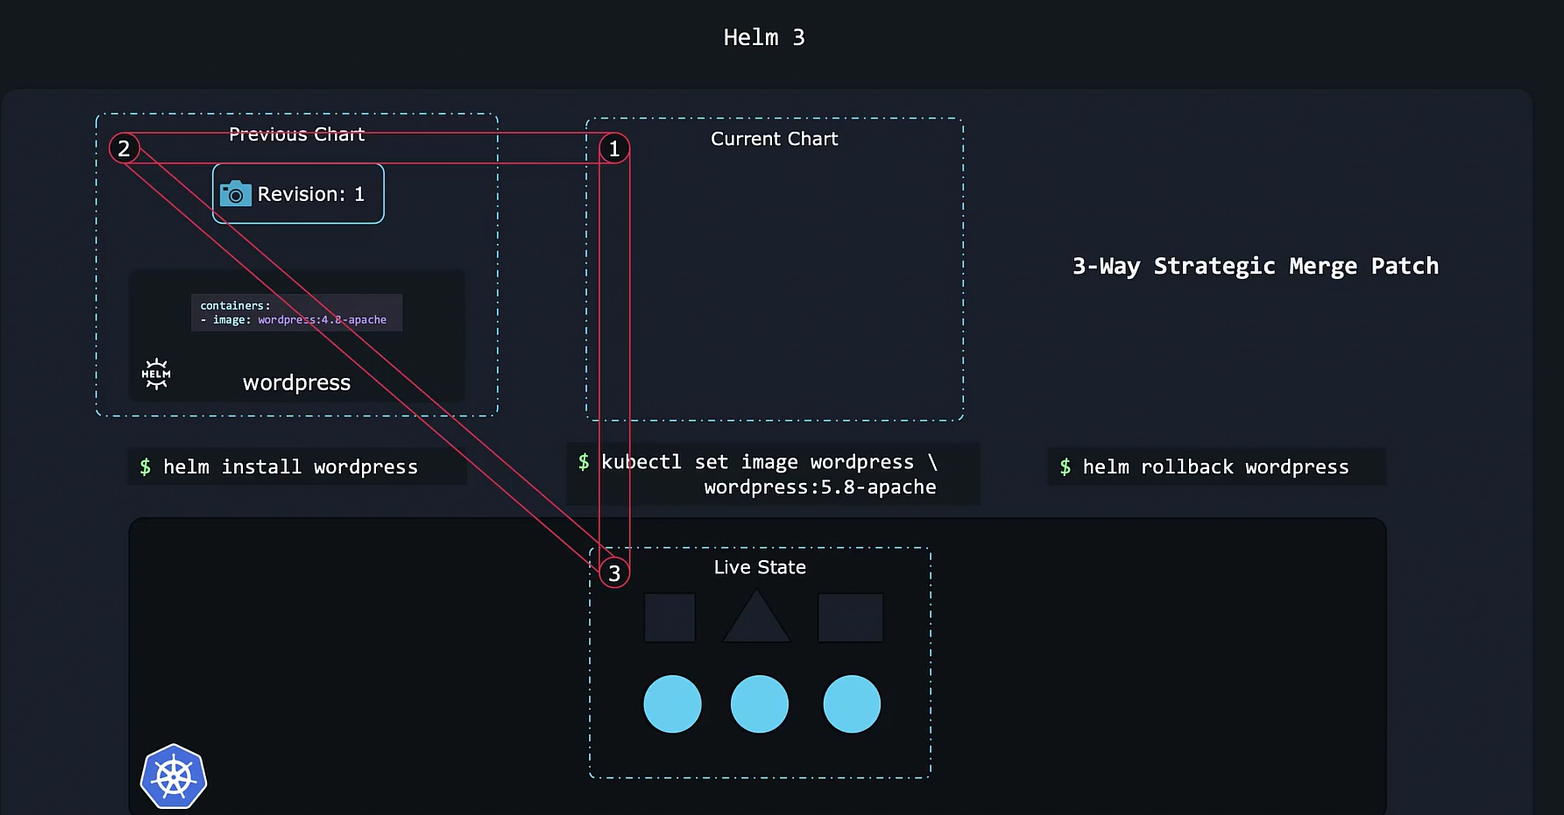 Helm 3
2
Previous Chart
1
Current Chart
Revision: 1
3-Way Strategic Merge Patch
containers:
- image: wordpress:4.8-apache
HELM
wordpress
$ helm install wordpress
$ kubectl set image wordpress \
wordpress:5.8-apache
$ helm rollback wordpress
3
Live State